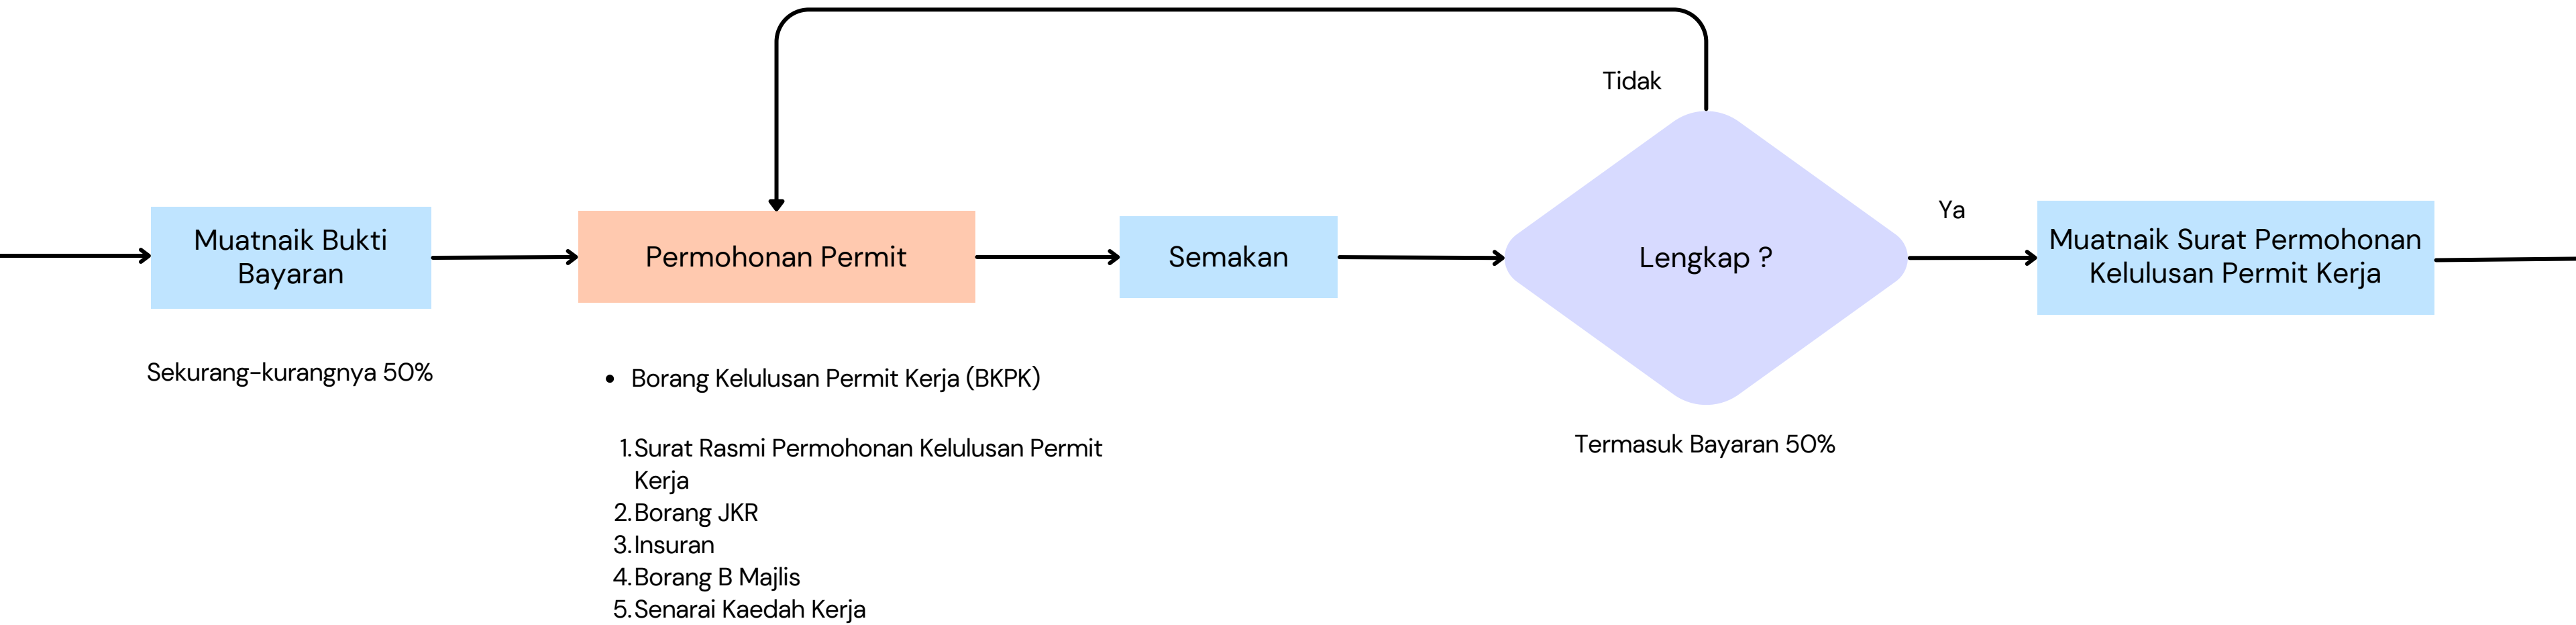 Tidak
Muatnaik Bukti
Bayaran
Permohonan Permit
Semakan
Lengkap ?
Ya
Muatnaik Surat Permohonan
Kelulusan Permit Kerja
Sekurang-kurangnya 50%
• Borang Kelulusan Permit Kerja (BKPK)
1. Surat Rasmi Permohonan Kelulusan Permit
Kerja
2. Borang JKR
3. Insuran
4. Borang B Majlis
5. Senarai Kaedah Kerja
Termasuk Bayaran 50%